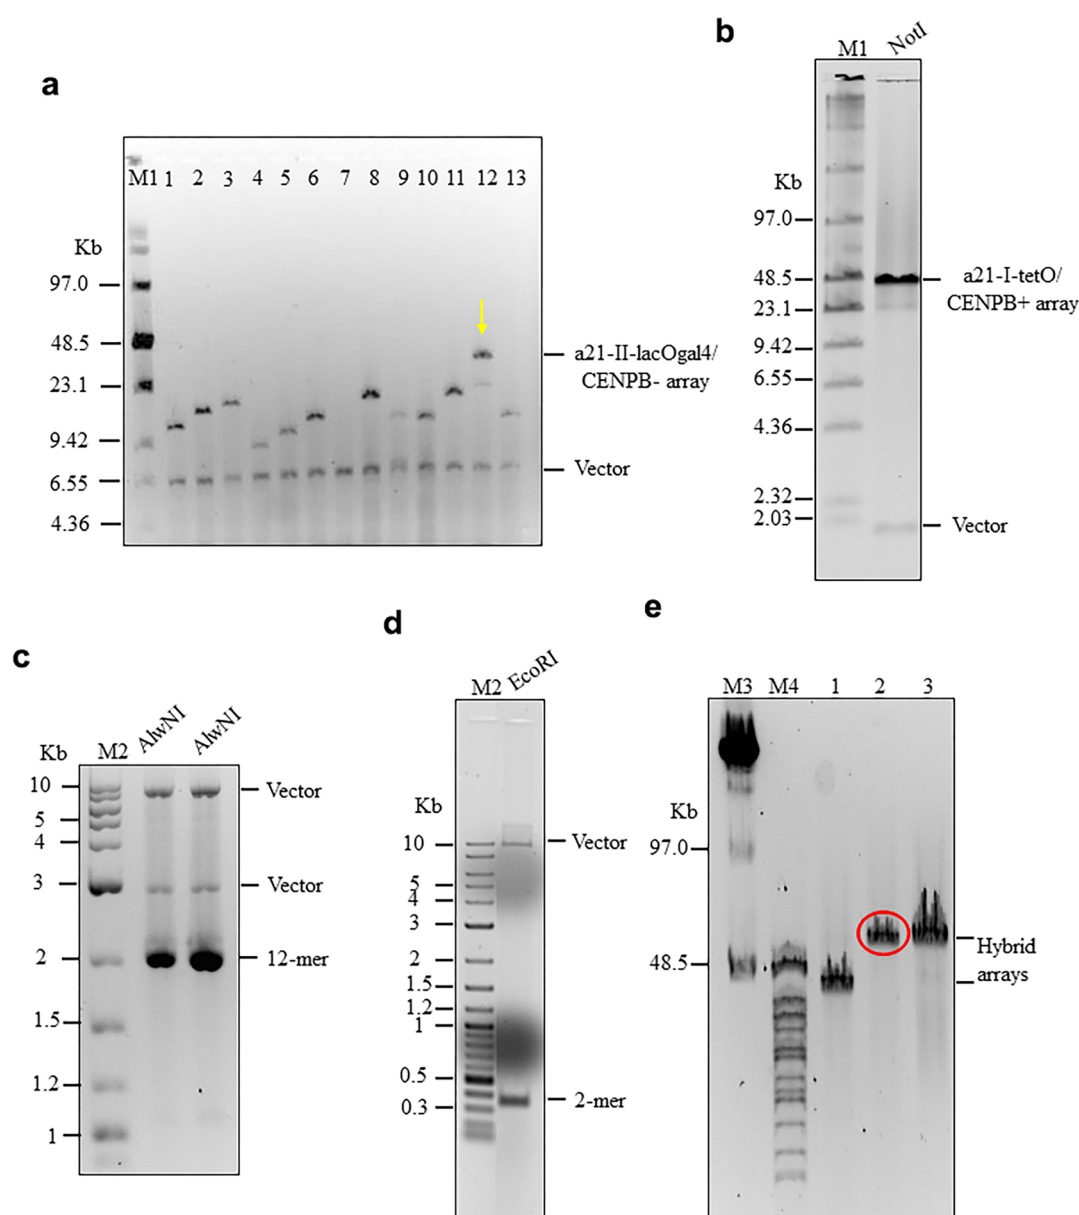 a
M1 1 2 3 4 5 6 7 8 9 10 11 12 13
Kb
97.0
48.5
23.1
9.42
6.55
4.36
a21-II-lacOgal4/
CENPB- array
Vector
b
M1 NotI
Kb
97.0
48.5
23.1
9.42
6.55
4.36
2.32
2.03
a21-I-tetO/
CENPB+ array
Vector
c
Kb M2 AlwNI AlwNI
10
5
4
3
2
1.5
1.2
1
Vector
Vector
12-mer
d
M2 EcoRI
Kb
10
5
4
3
2
1.5
1.2
1
0.5
0.3
Vector
2-mer
e
M3 M4 1 2 3
Kb
97.0
48.5
Hybrid
arrays